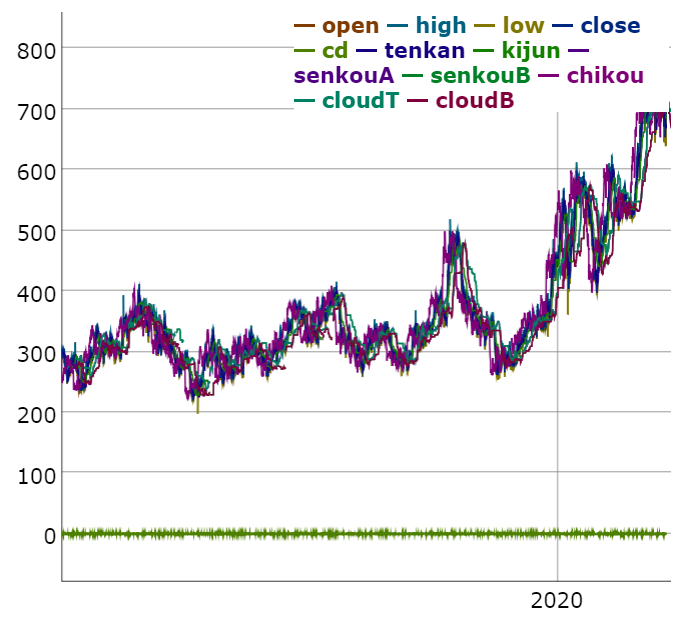 — open — high — low — close
— cd — tenkan — kijun —
senkouA — senkouB — chikou
— cloudT — cloudB
800
700
600
500
400
300
200
100
0
2020